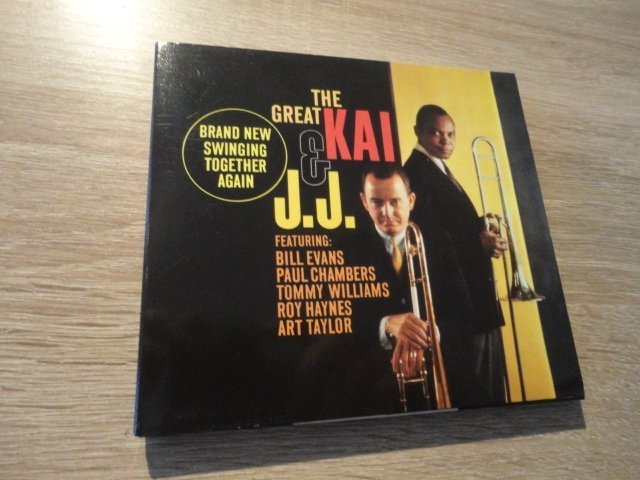 THE
GREAT KAI
&
J.J.
BRAND NEW
SWINGING
TOGETHER
AGAIN
FEATURING:
BILL EVANS
PAUL CHAMBERS
TOMMY WILLIAMS
ROY HAYNES
ART TAYLOR